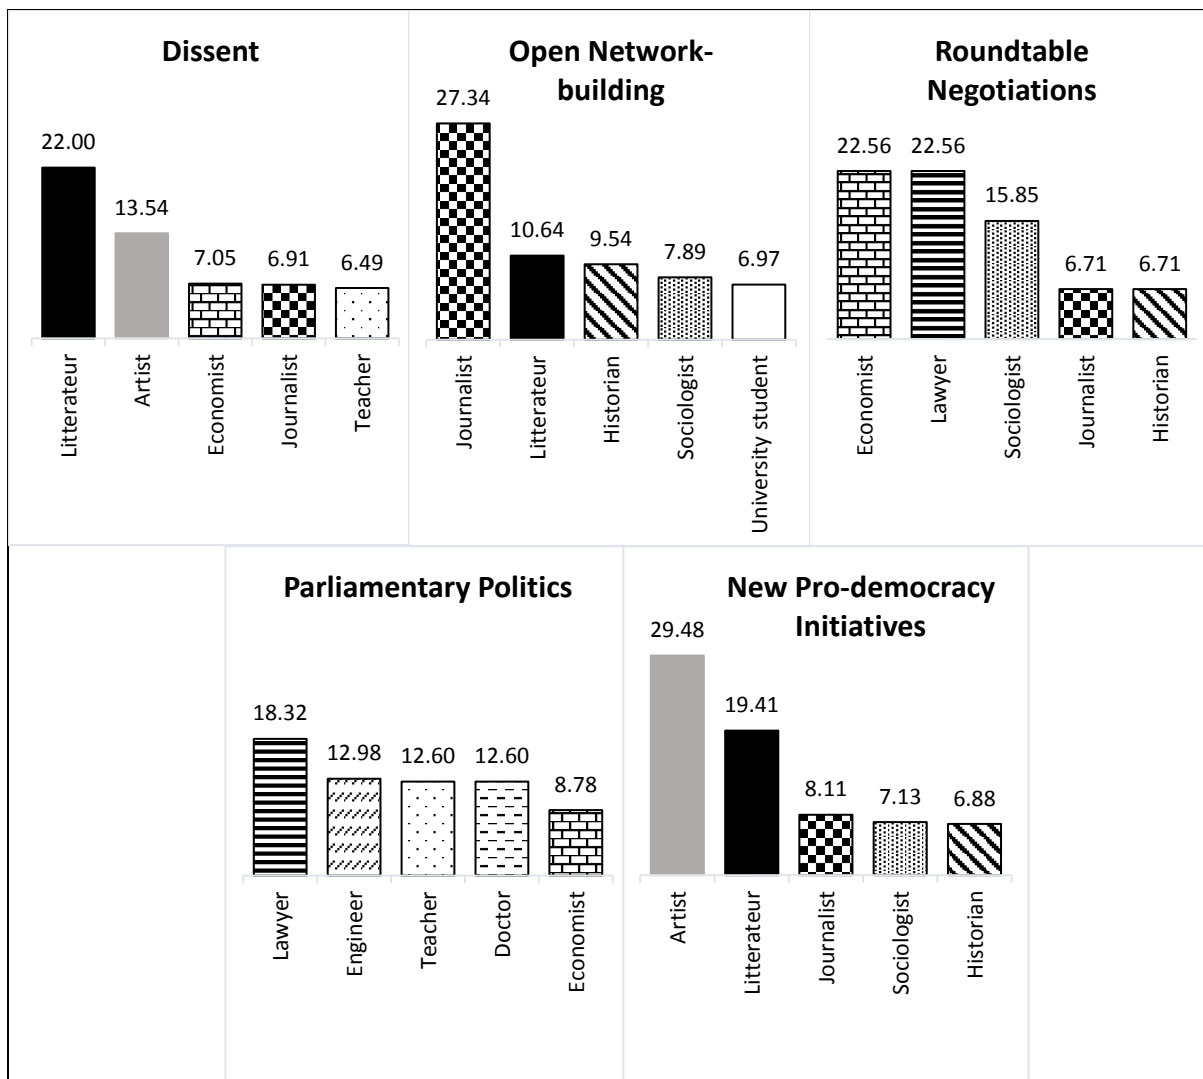 Dissent
22.00
13.54
7.05
6.91
6.49
Litterateur
Artist
Economist
Journalist
Teacher
Open Network-
building
27.34
10.64
9.54
7.89
6.97
Journalist
Litterateur
Historian
Sociologist
University student
Roundtable
Negotiations
22.56
22.56
15.85
6.71
6.71
Economist
Lawyer
Sociologist
Journalist
Historian
Parliamentary Politics
18.32
12.98
12.60
12.60
8.78
Lawyer
Engineer
Teacher
Doctor
Economist
New Pro-democracy
Initiatives
29.48
19.41
8.11
7.13
6.88
Artist
Litterateur
Journalist
Sociologist
Historian